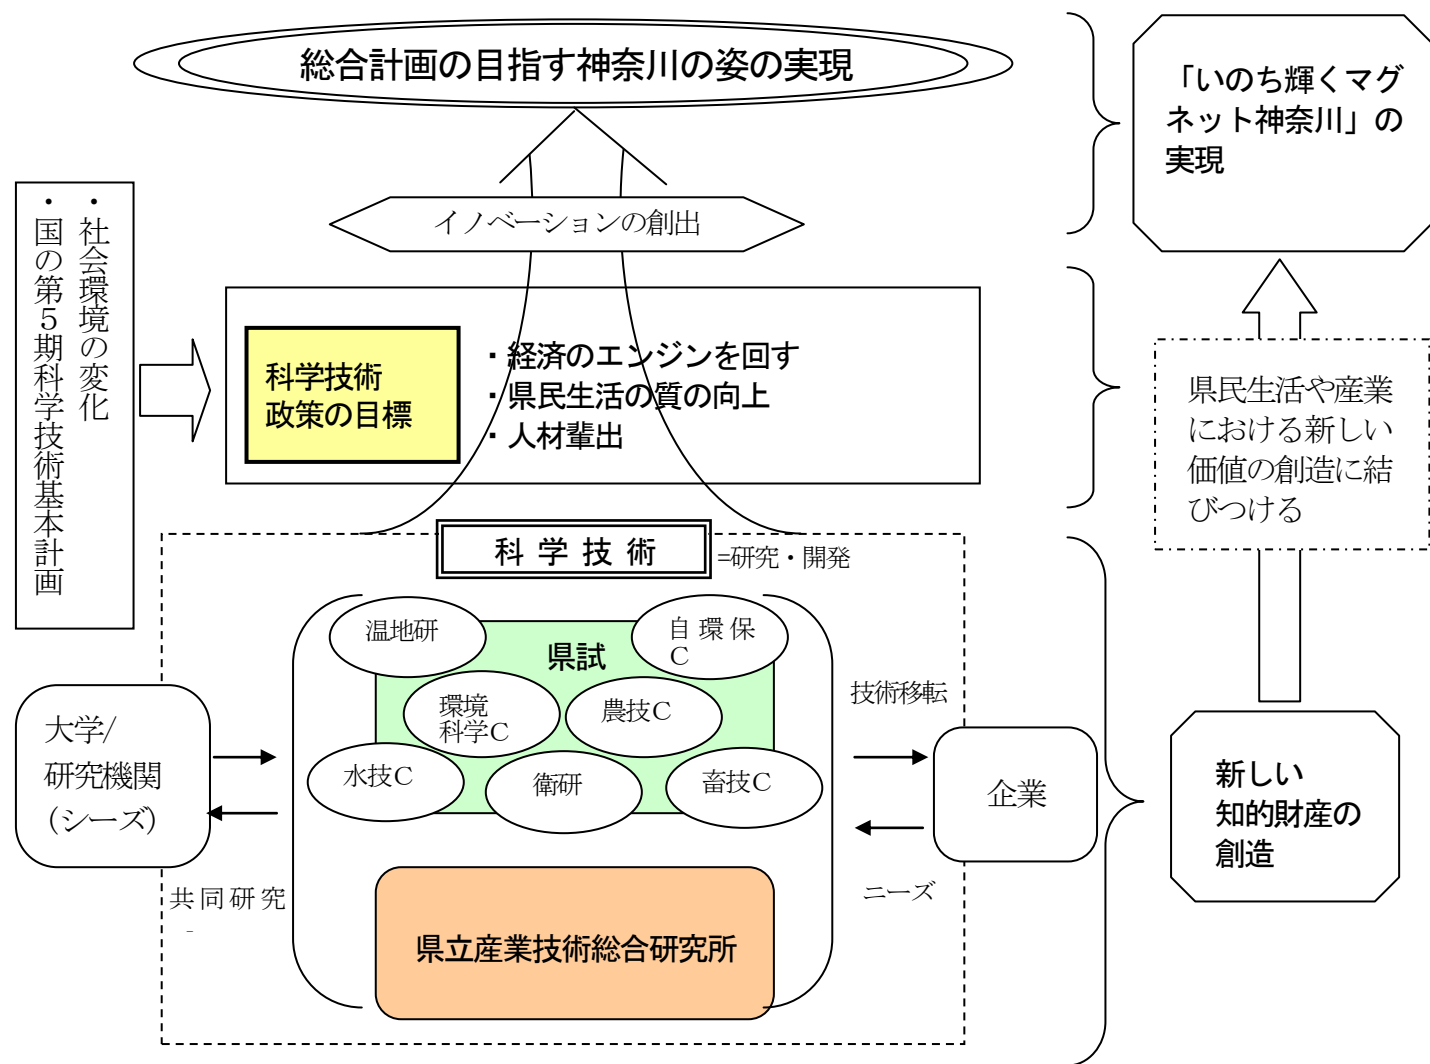 総合計画の目指す神奈川の姿の実現
「いのち輝くマグ
ネット神奈川」の
実現
イノベーションの創出
・社会環境の変化
・国の第５期科学技術基本計画
科学技術
政策の目標
・経済のエンジンを回す
・県民生活の質の向上
・人材輩出
県民生活や産業
における新しい
価値の創造に結
びつける
科学技術
=研究・開発
温地研
県試
自環保
C
環境
科学C
農技C
水技C
衛研
畜技C
大学/
研究機関
（シーズ）
共同研究
技術移転
ニーズ
企業
新しい
知的財産の
創造
県立産業技術総合研究所